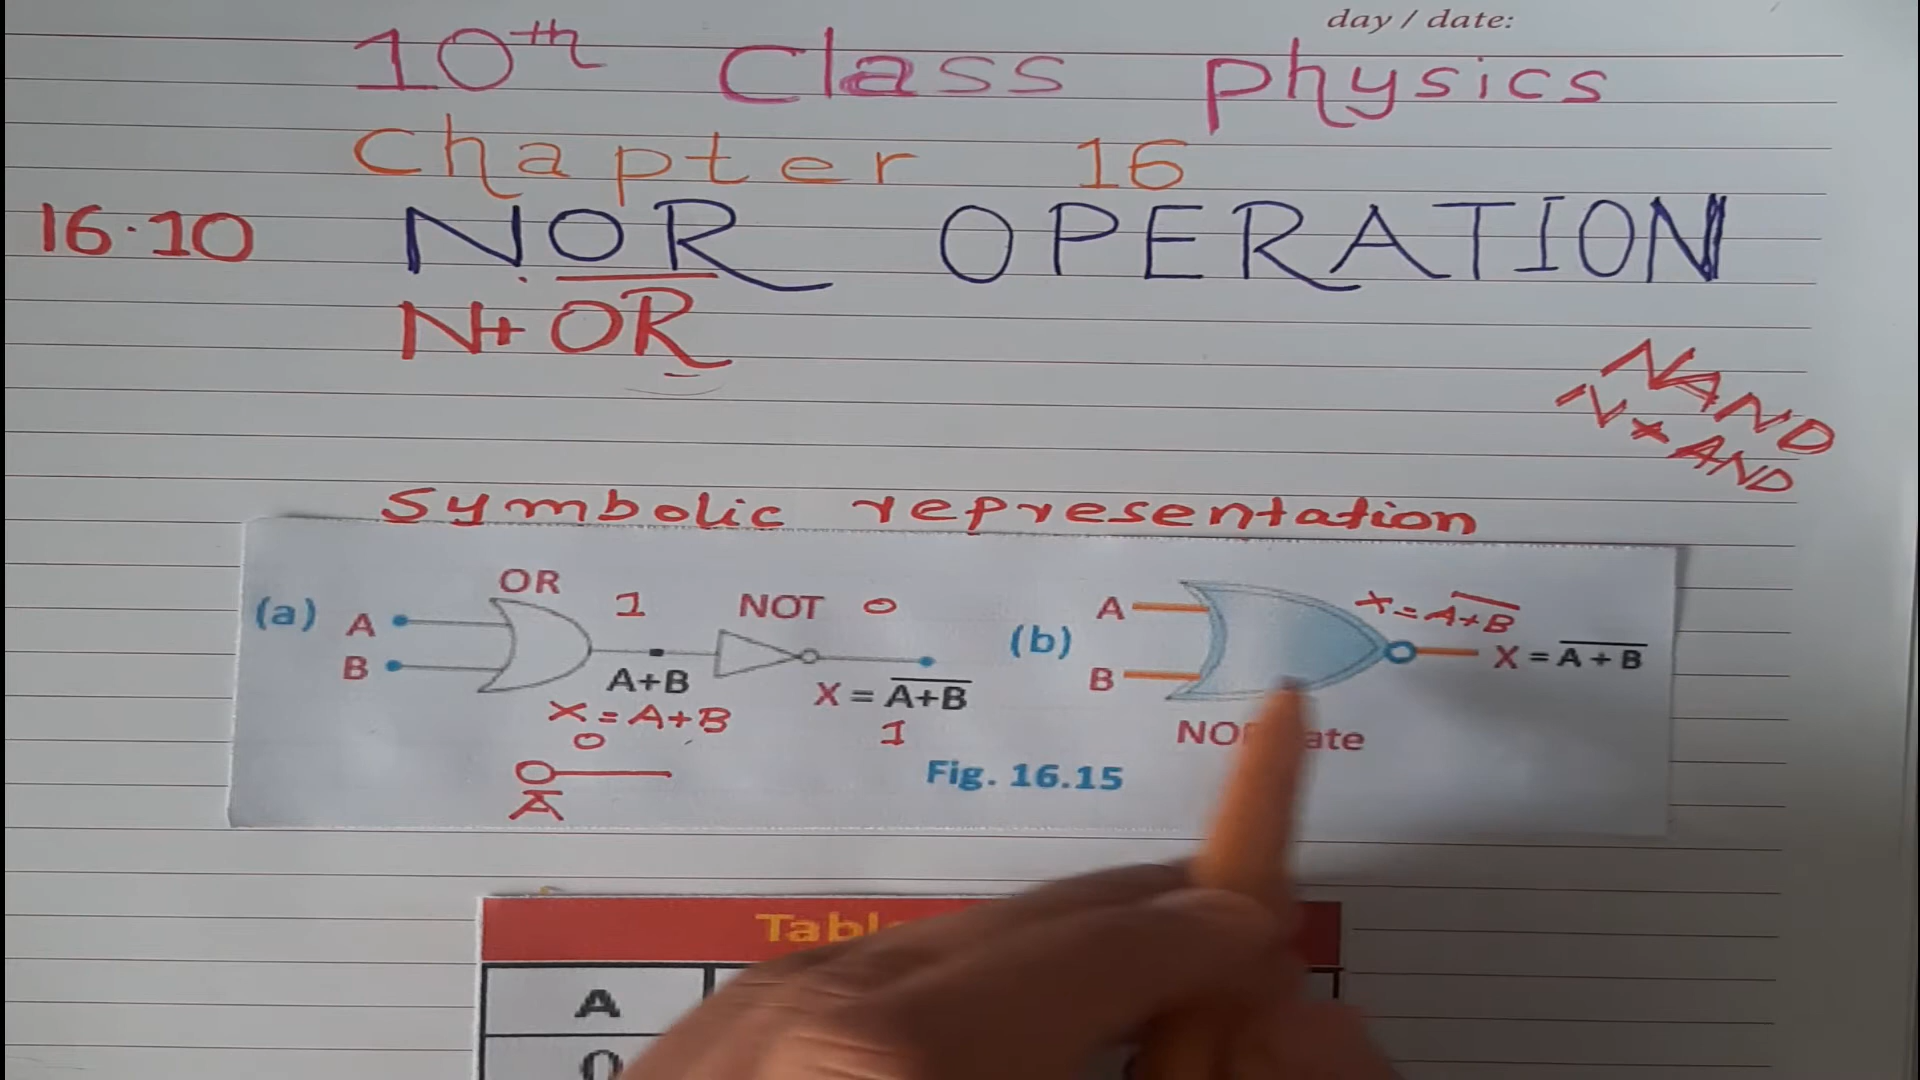 day / date:
10th Class physics
Chapter 16
16.10 NOR OPERATION
N+OR
NAND
N x AND
Symbolic representation
(a) A B OR 1 NOT 0
A+B
X = A+B
0
X = A+B
1
A
Fig. 16.15
(b) A B
X = A+B
X = A+B
A
0